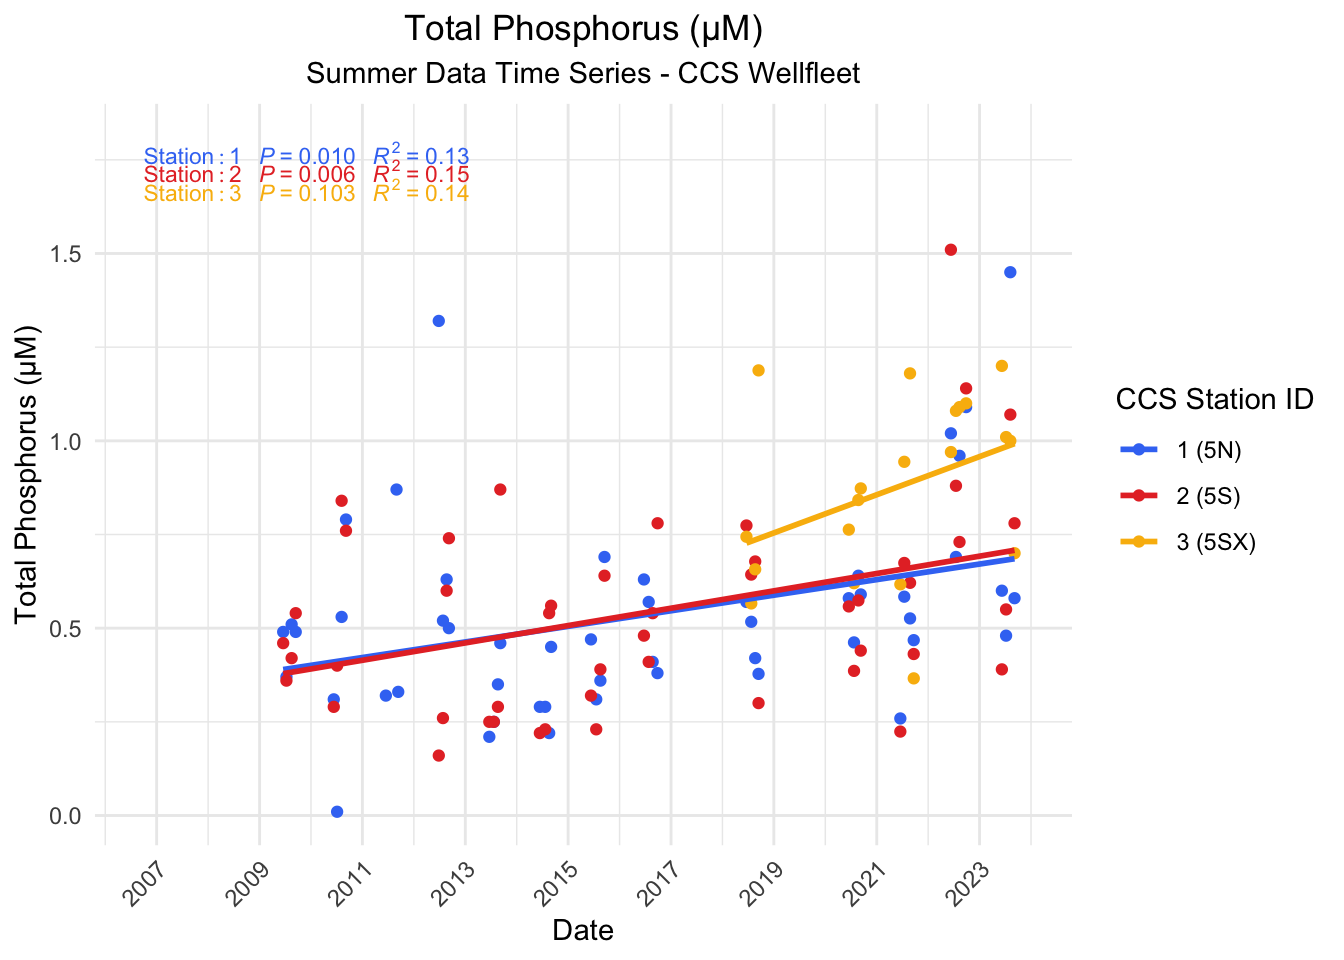 Total Phosphorus (μM)
Summer Data Time Series - CCS Wellfleet
Station : 1 P = 0.010 R² = 0.13
Station : 2 P = 0.006 R² = 0.15
Station : 3 P = 0.103 R² = 0.14
Total Phosphorus (μM)
1.5
1.0
0.5
0.0
2007 2009 2011 2013 2015 2017 2019 2021 2023
Date
CCS Station ID
1 (5N)
2 (5S)
3 (5SX)